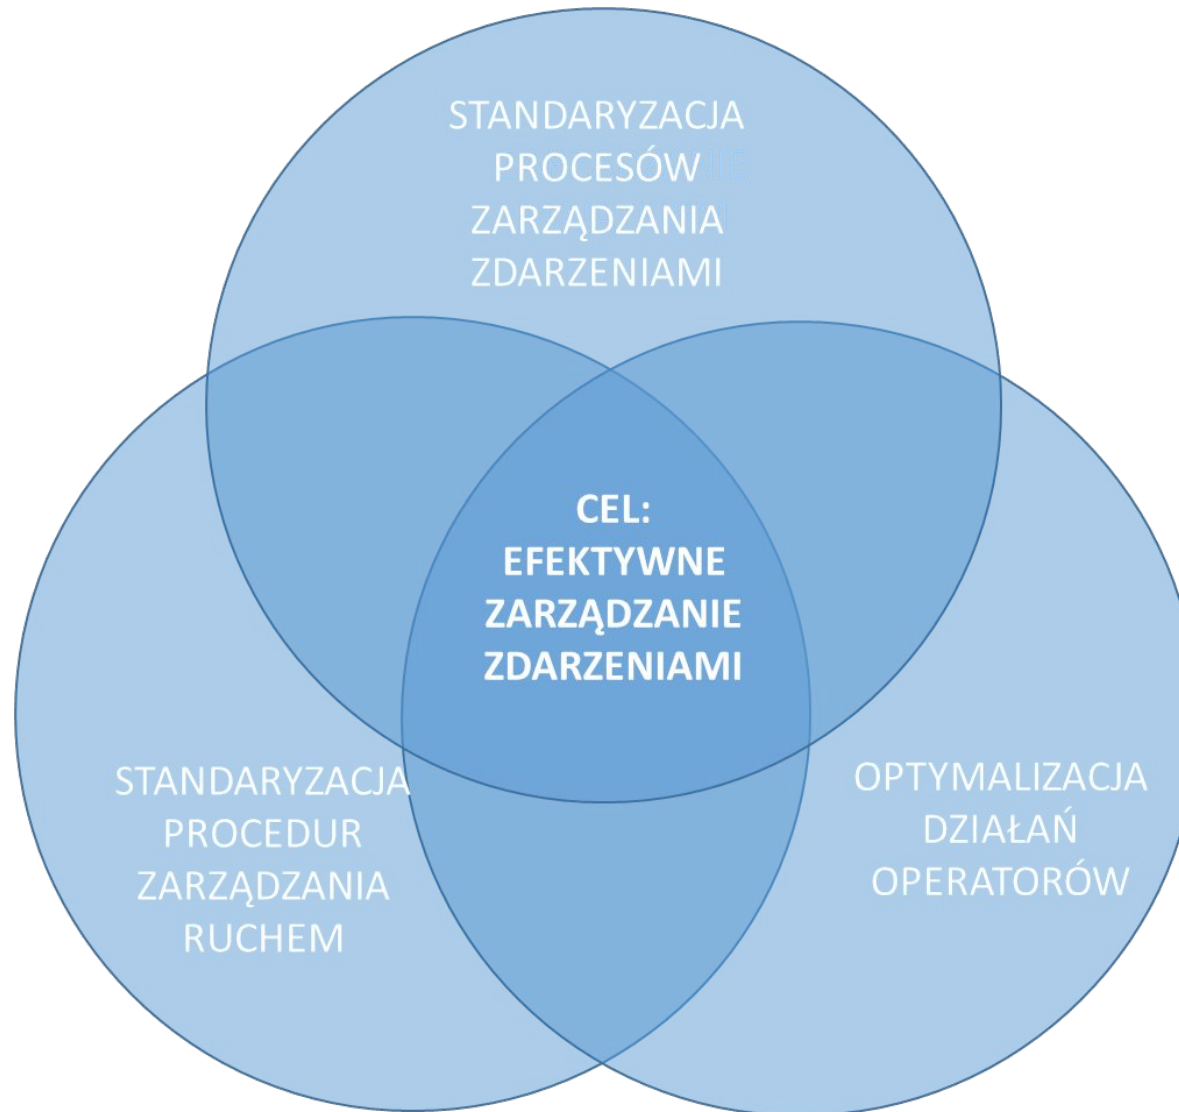 STANDARYZACJA
PROCESÓW
ZARZĄDZANIA
ZDARZENIAMI
CEL:
EFEKTYWNE
ZARZĄDZANIE
ZDARZENIAMI
STANDARYZACJA
PROCEDUR
ZARZĄDZANIA
RUCHEM
OPTYMALIZACJA
DZIAŁAŃ
OPERATORÓW